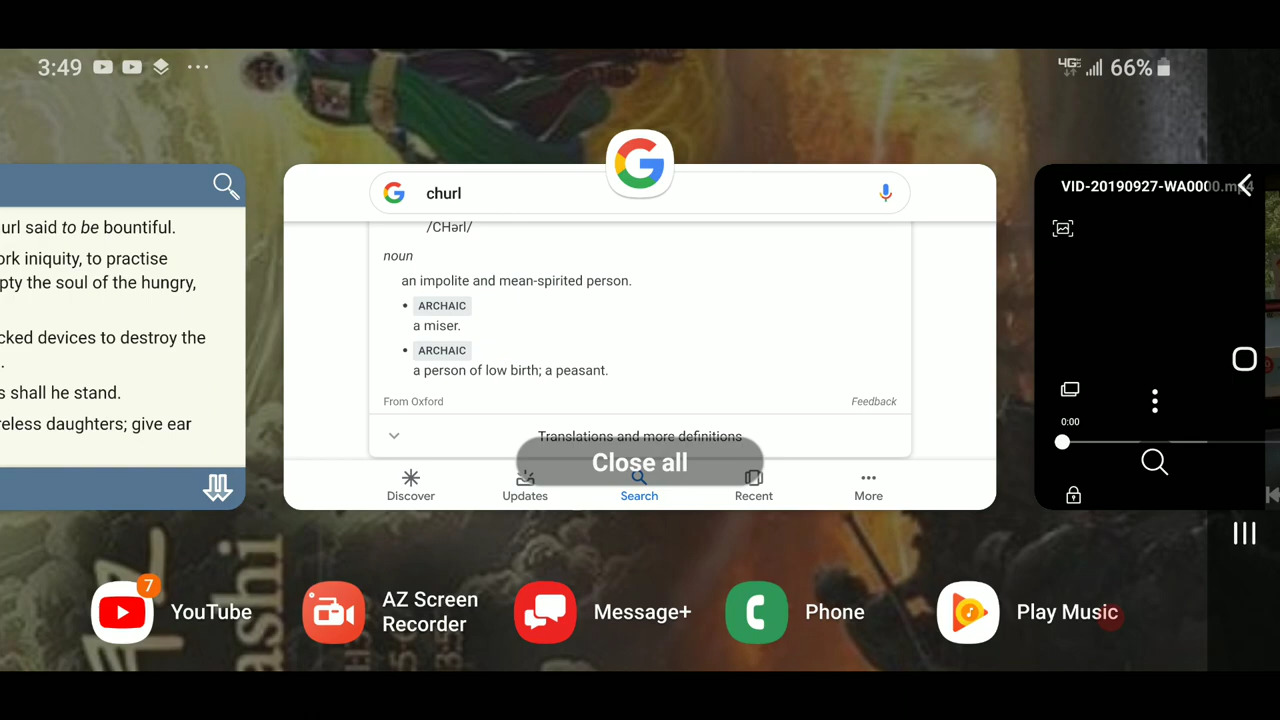 3:49
4G 66%
url said to be bountiful.
ork iniquity, to practise
pty the soul of the hungry,
cked devices to destroy the
.
s shall he stand.
reless daughters; give ear
churl
/CHərl/
noun
an impolite and mean-spirited person.
• ARCHAIC
a miser.
• ARCHAIC
a person of low birth; a peasant.
From Oxford
Feedback
Translations and more definitions
Close all
Discover
Updates
Search
Recent
More
VID-20190927-WA0000.mp4
0:00
7
YouTube
AZ Screen
Recorder
Message+
Phone
Play Music
ashi